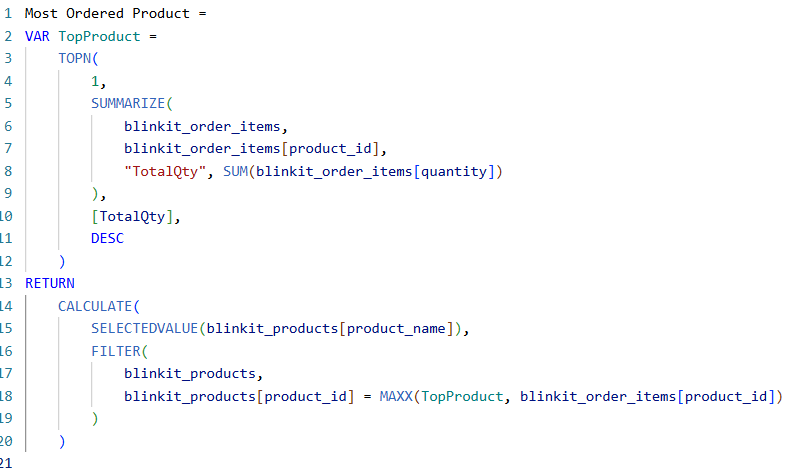 1 Most Ordered Product =
2 VAR TopProduct =
3 TOPN(
4 1,
5 SUMMARIZE(
6 blinkit_order_items,
7 blinkit_order_items[product_id],
8 "TotalQty", SUM(blinkit_order_items[quantity])
9 ),
10 [TotalQty],
11 DESC
12 )
13 RETURN
14 CALCULATE(
15 SELECTEDVALUE(blinkit_products[product_name]),
16 FILTER(
17 blinkit_products,
18 blinkit_products[product_id] = MAXX(TopProduct, blinkit_order_items[product_id])
19 )
20 )
21